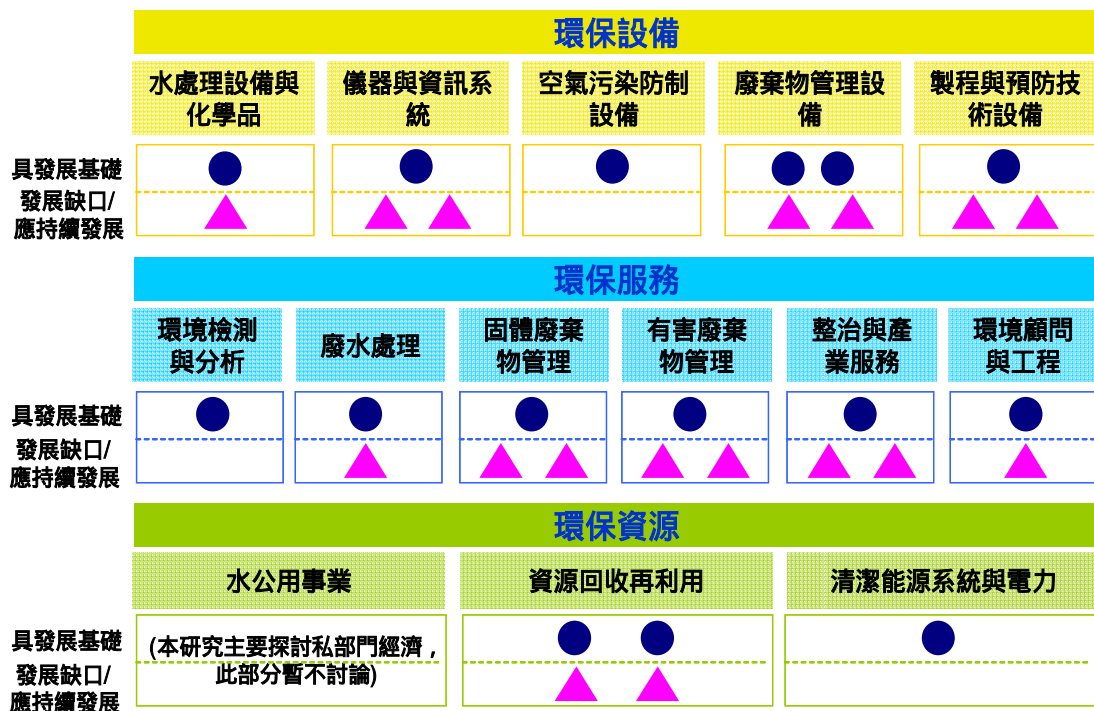 環保設備
水處理設備與
化學品
儀器與資訊系
統
空氣污染防制
設備
廢棄物管理設
備
製程與預防技
術設備
具發展基礎
發展缺口/
應持續發展
環保服務
環境檢測
與分析
廢水處理
固體廢棄
物管理
有害廢棄
物管理
整治與產
業服務
環境顧問
與工程
具發展基礎
發展缺口/
應持續發展
環保資源
水公用事業
資源回收再利用
清潔能源系統與電力
具發展基礎
發展缺口/
應持續發展
(本研究主要探討私部門經濟，
此部分暫不討論)